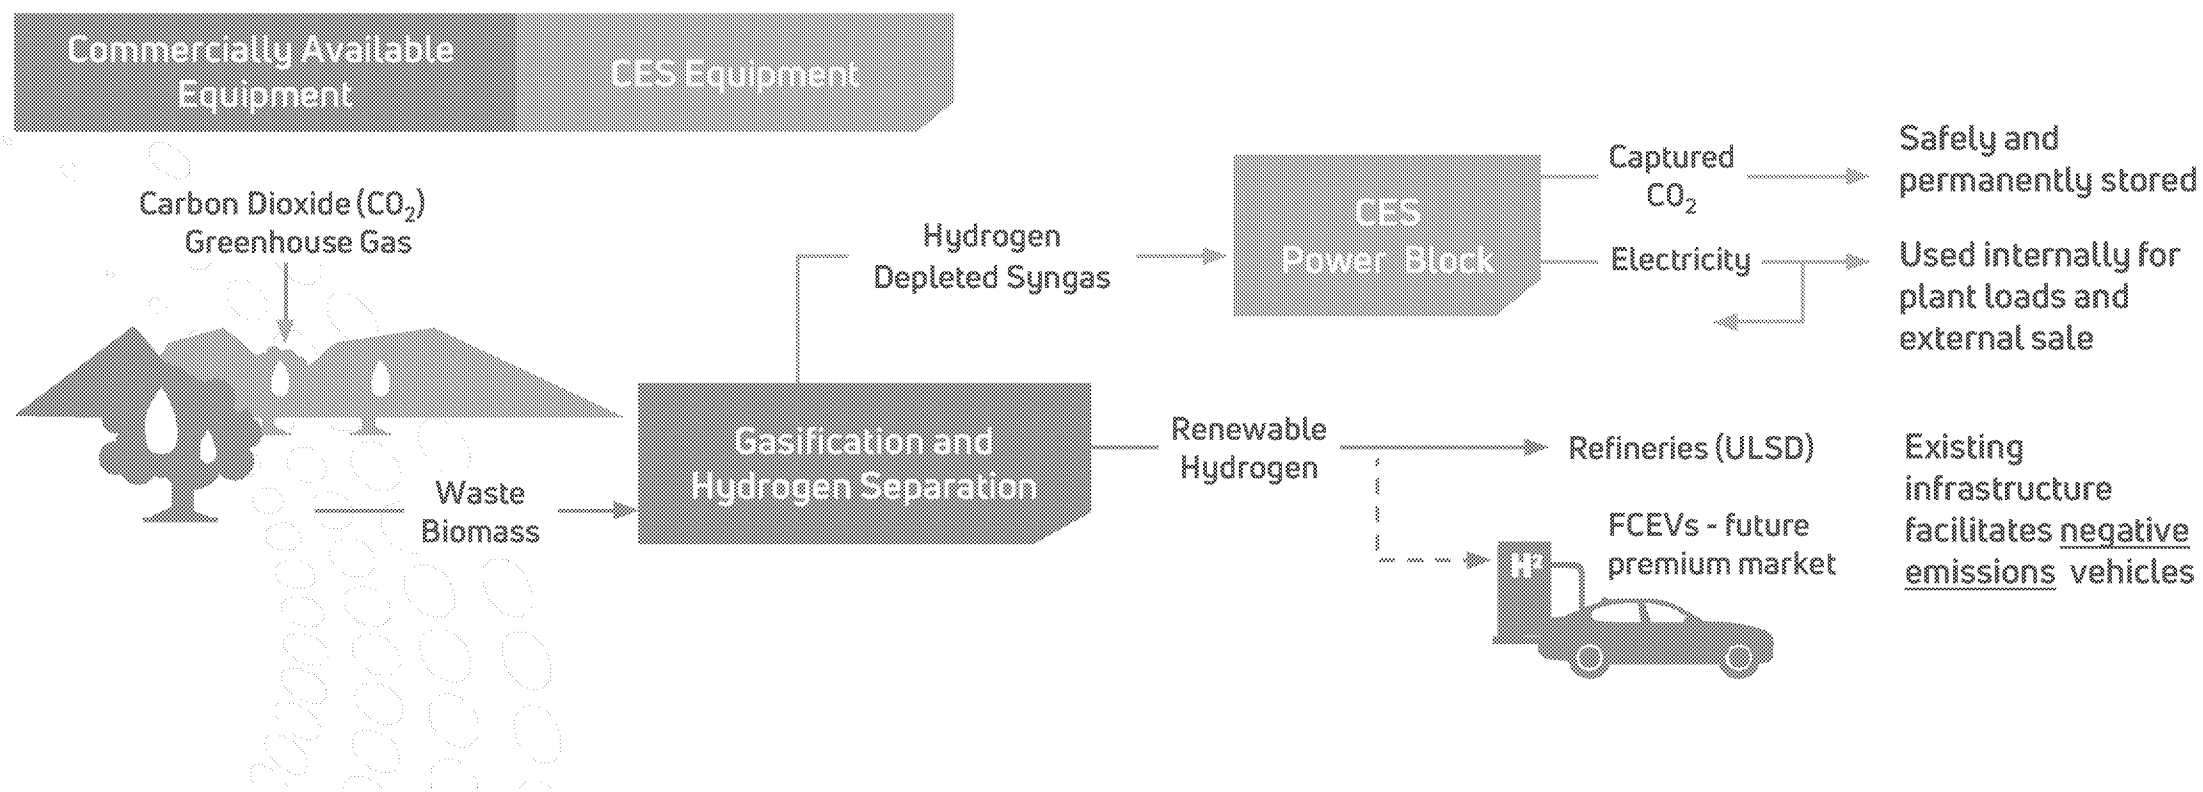 Commercially Available
Equipment
CES Equipment
Carbon Dioxide (CO₂)
Greenhouse Gas
Waste
Biomass
Gasification and
Hydrogen Separation
Hydrogen
Depleted Syngas
CES
Power Block
Captured
CO₂
Safely and
permanently stored
Electricity
Used internally for
plant loads and
external sale
Renewable
Hydrogen
Refineries (ULSD)
FCEVs - future
premium market
H²
Existing
infrastructure
facilitates negative
emissions vehicles